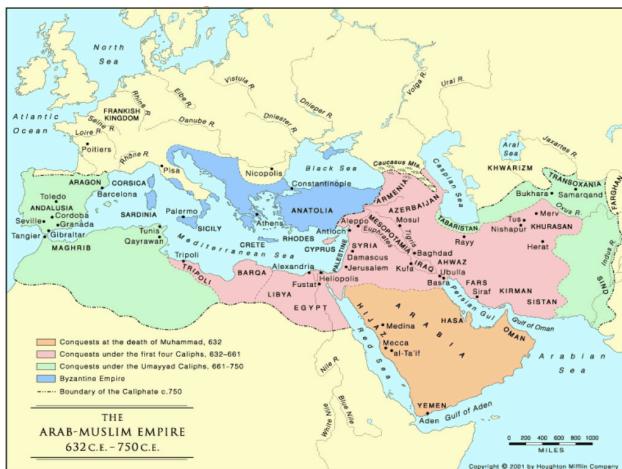 North
Sea
Atlantic
Ocean
Vistula R.
Elbe R.
Rhine R.
Dnieper R.
Dniester R.
Danube R.
Volga R.
Ural R.
FRANKISH
KINGDOM
Seine R.
Loire R.
Poitiers
Rhône R.
Pisa
Nicopolis
Black Sea
Caucasus Mts.
Caspian Sea
Aral
Sea
KHWARIZM
TRANSOXANIA
Bukhara
Samarqand
Oxus R.
FARGHANA
ARAGON
CORSICA
Barcelona
Toledo
ANDALUSIA
Cordoba
Seville
Granada
Gibraltar
Tangier
MAGHRIB
SARDINIA
Palermo
SICILY
Tunis
Qayrawan
Mediterranean Sea
Constantinople
Athens
ANATOLIA
CRETE
RHODES
CYPRUS
ARMENIA
AZERBAIJAN
TABARISTAN
Rayy
Mosul
Aleppo
Antioch
MESOPOTAMIA
Euphrates
SYRIA
Damascus
Jerusalem
PALESTINE
Baghdad
IRAQ
Kufa
AHWAZ
Ubulla
Basra
Tus
Merv
Nishapur
KHURASAN
Herat
FARS
Siraf
KIRMAN
SISTAN
SIND
Indus R.
Tripoli
TRIPOLI
BARQA
LIBYA
Alexandria
Heliopolis
Fustat
EGYPT
Persian Gulf
Gulf of Oman
HASA
OMAN
ARABIA
HIJAZ
Medina
Mecca
al-Ta'if
Red Sea
YEMEN
Aden
Gulf of Aden
Arabian
Sea
Nile R.
White Nile
Blue Nile
Conquests at the death of Muhammad, 632
Conquests under the first four Caliphs, 632–661
Conquests under the Umayyad Caliphs, 661–750
Byzantine Empire
Boundary of the Caliphate c.750
THE
ARAB-MUSLIM EMPIRE
632 C.E. – 750 C.E.
0 500 1000
MILES
Copyright © 2001 by Houghton Mifflin Company